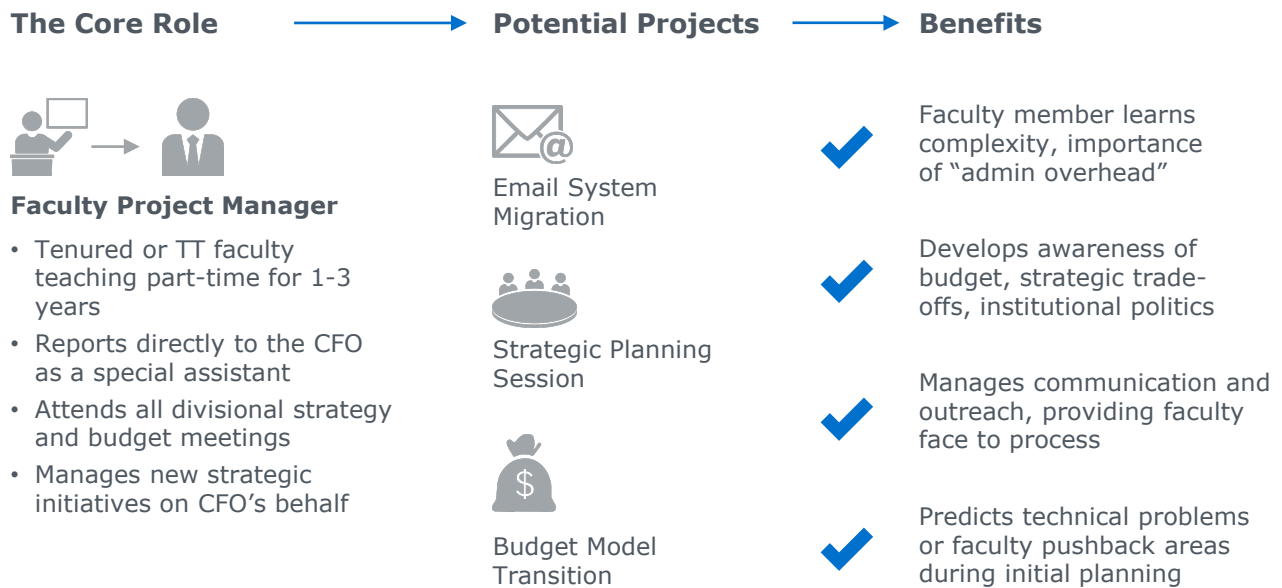 The Core Role
Potential Projects
Benefits
Faculty Project Manager
• Tenured or TT faculty
teaching part-time for 1-3
years
• Reports directly to the CFO
as a special assistant
• Attends all divisional strategy
and budget meetings
• Manages new strategic
initiatives on CFO’s behalf
@
Email System
Migration
Strategic Planning
Session
$
Budget Model
Transition
Faculty member learns
complexity, importance
of “admin overhead”
Develops awareness of
budget, strategic trade-
offs, institutional politics
Manages communication and
outreach, providing faculty
face to process
Predicts technical problems
or faculty pushback areas
during initial planning